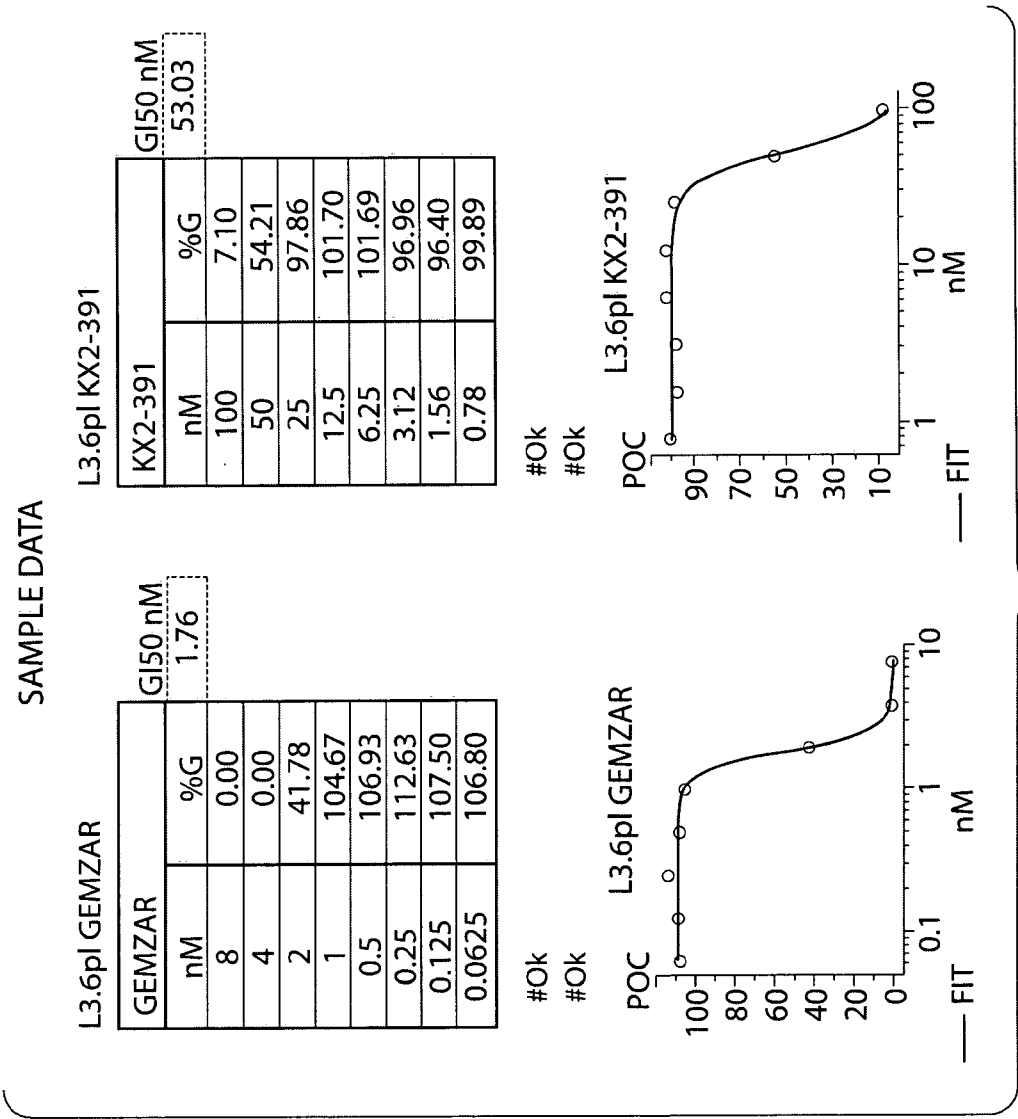 SAMPLE DATA
L3.6pl GEMZAR
GEMZAR GI50 nM
nM %G 1.76
8 0.00
4 0.00
2 41.78
1 104.67
0.5 106.93
0.25 112.63
0.125 107.50
0.0625 106.80
#Ok
#Ok
L3.6pl GEMZAR
POC
100
80
60
40
20
0
0.1 1 10
nM
FIT
L3.6pl KX2-391
KX2-391 GI50 nM
nM %G 53.03
100 7.10
50 54.21
25 97.86
12.5 101.70
6.25 101.69
3.12 96.96
1.56 96.40
0.78 99.89
#Ok
#Ok
L3.6pl KX2-391
POC
90
70
50
30
10
1 10 100
nM
FIT